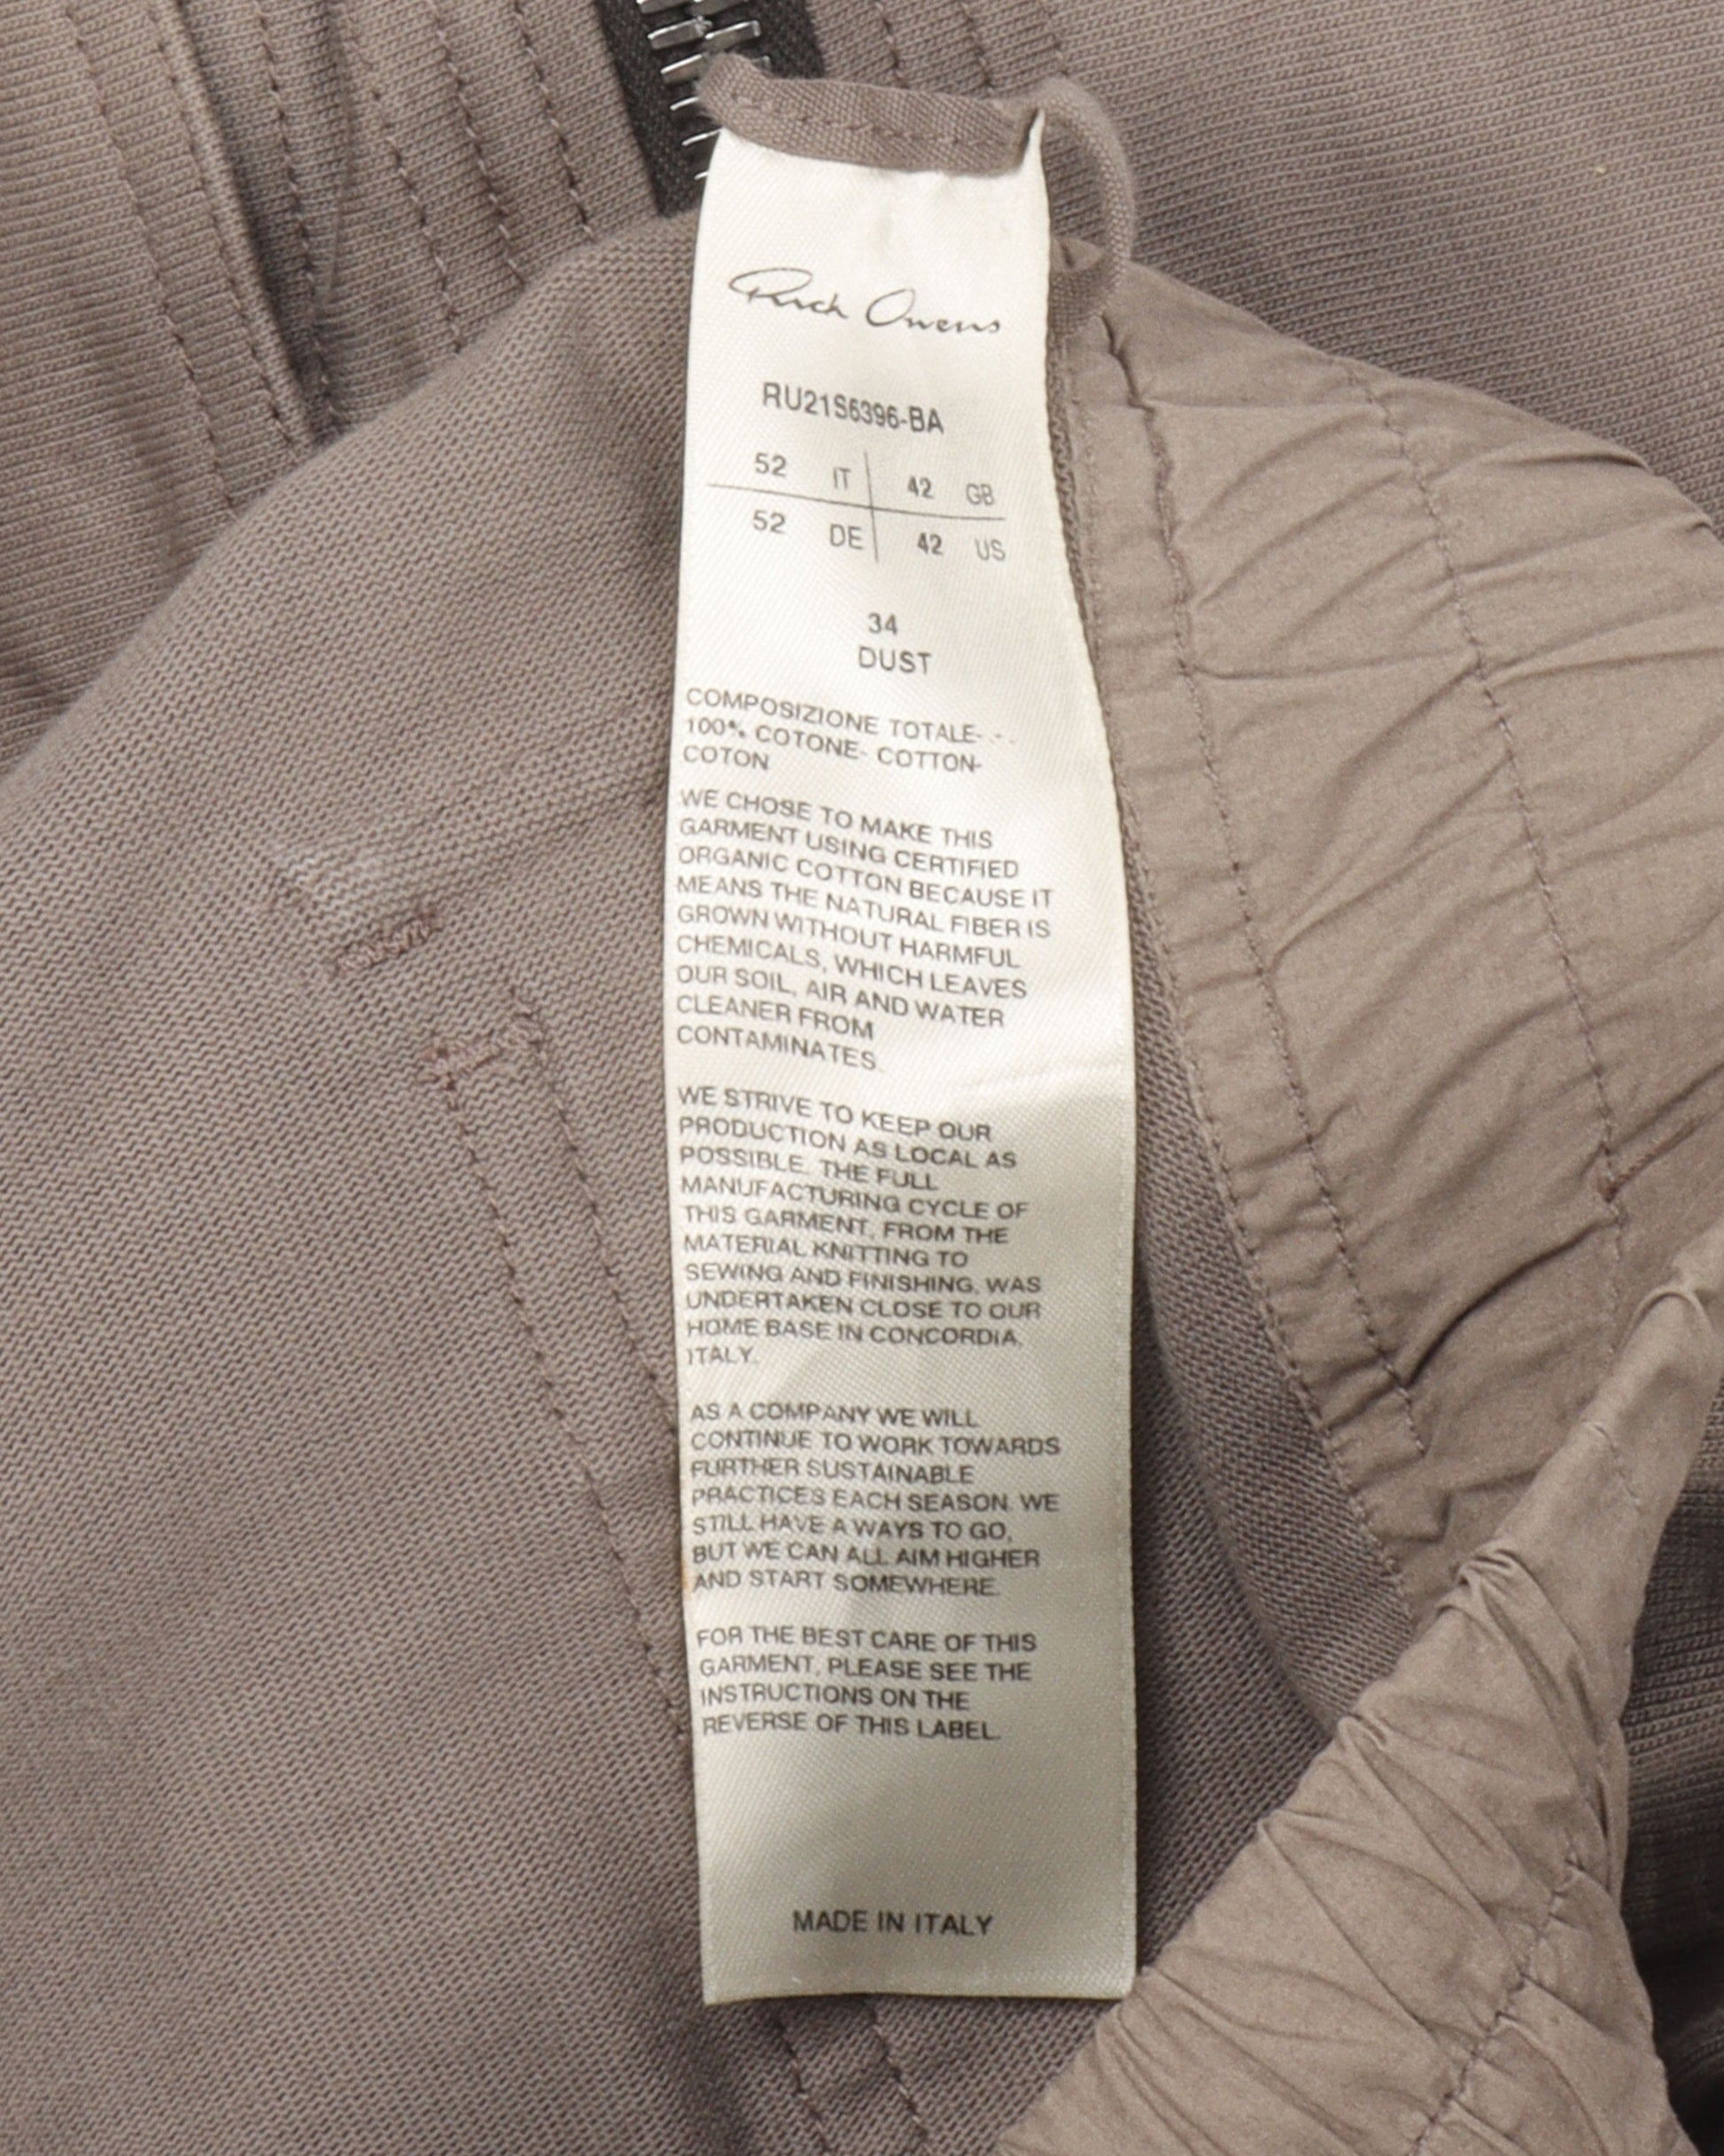 Rick Owens
RU21S6396-BA
52 IT 42 GB
52 DE 42 US
34
DUST
COMPOSIZIONE TOTALE- - -
100% COTONE- COTTON-
COTON
WE CHOSE TO MAKE THIS
GARMENT USING CERTIFIED
ORGANIC COTTON BECAUSE IT
MEANS THE NATURAL FIBER IS
GROWN WITHOUT HARMFUL
CHEMICALS, WHICH LEAVES
OUR SOIL, AIR AND WATER
CLEANER FROM
CONTAMINATES.
WE STRIVE TO KEEP OUR
PRODUCTION AS LOCAL AS
POSSIBLE. THE FULL
MANUFACTURING CYCLE OF
THIS GARMENT, FROM THE
MATERIAL KNITTING TO
SEWING AND FINISHING, WAS
UNDERTAKEN CLOSE TO OUR
HOME BASE IN CONCORDIA,
ITALY.
AS A COMPANY WE WILL
CONTINUE TO WORK TOWARDS
FURTHER SUSTAINABLE
PRACTICES EACH SEASON. WE
STILL HAVE A WAYS TO GO,
BUT WE CAN ALL AIM HIGHER
AND START SOMEWHERE.
FOR THE BEST CARE OF THIS
GARMENT, PLEASE SEE THE
INSTRUCTIONS ON THE
REVERSE OF THIS LABEL.
MADE IN ITALY